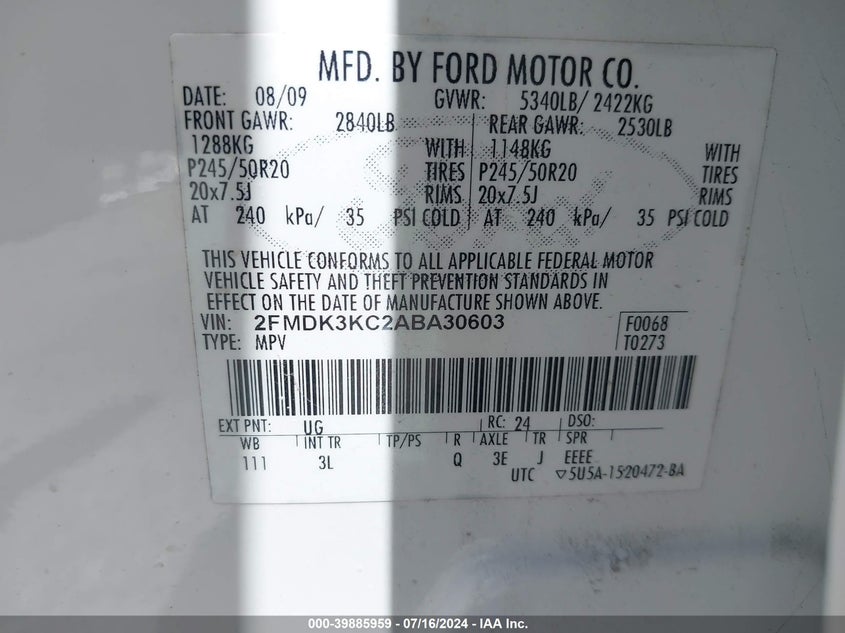 MFD. BY FORD MOTOR CO.
DATE: 08/09 GVWR: 5340LB/ 2422KG
FRONT GAWR: 2840LB REAR GAWR: 2530LB
1288KG WITH 1148KG WITH
P245/50R20 TIRES P245/50R20 TIRES
20x7.5J RIMS 20x7.5J RIMS
AT 240 kPa/ 35 PSI COLD AT 240 kPa/ 35 PSI COLD
THIS VEHICLE CONFORMS TO ALL APPLICABLE FEDERAL MOTOR
VEHICLE SAFETY AND THEFT PREVENTION STANDARDS IN
EFFECT ON THE DATE OF MANUFACTURE SHOWN ABOVE.
VIN: 2FMDK3KC2ABA30603 F0068
TYPE: MPV T0273
EXT PNT: UG RC: 24 DSO:
WB INT TR TP/PS R AXLE TR SPR
111 3L Q 3E J EEEE
UTC ▽5U5A-1520472-BA
000-39885959 / 07/16/2024 - IAA Inc.